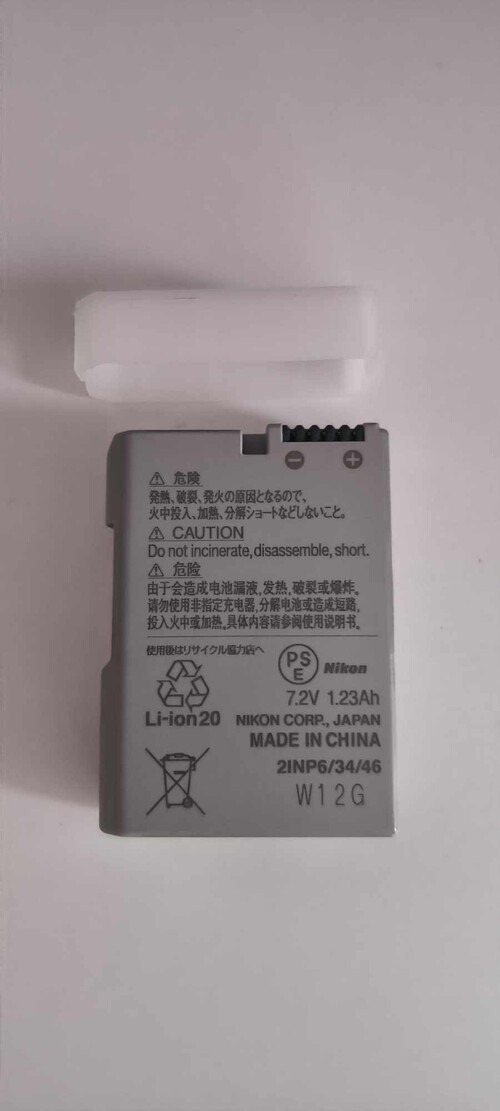 ⚠ 危険
発熱、破裂、発火の原因となるので、
火中投入、加熱、分解ショートなどしないこと。
⚠ CAUTION
Do not incinerate, disassemble, short.
⚠ 危险
由于会造成电池漏液,发热,破裂或爆炸。
请勿使用非指定充电器,分解电池或造成短路,
投入火中或加热。具体内容请参阅使用说明书。
使用後はリサイクル協力店へ
PS
E
Nikon
7.2V 1.23Ah
Li-ion20
NIKON CORP., JAPAN
MADE IN CHINA
2INP6/34/46
W12G